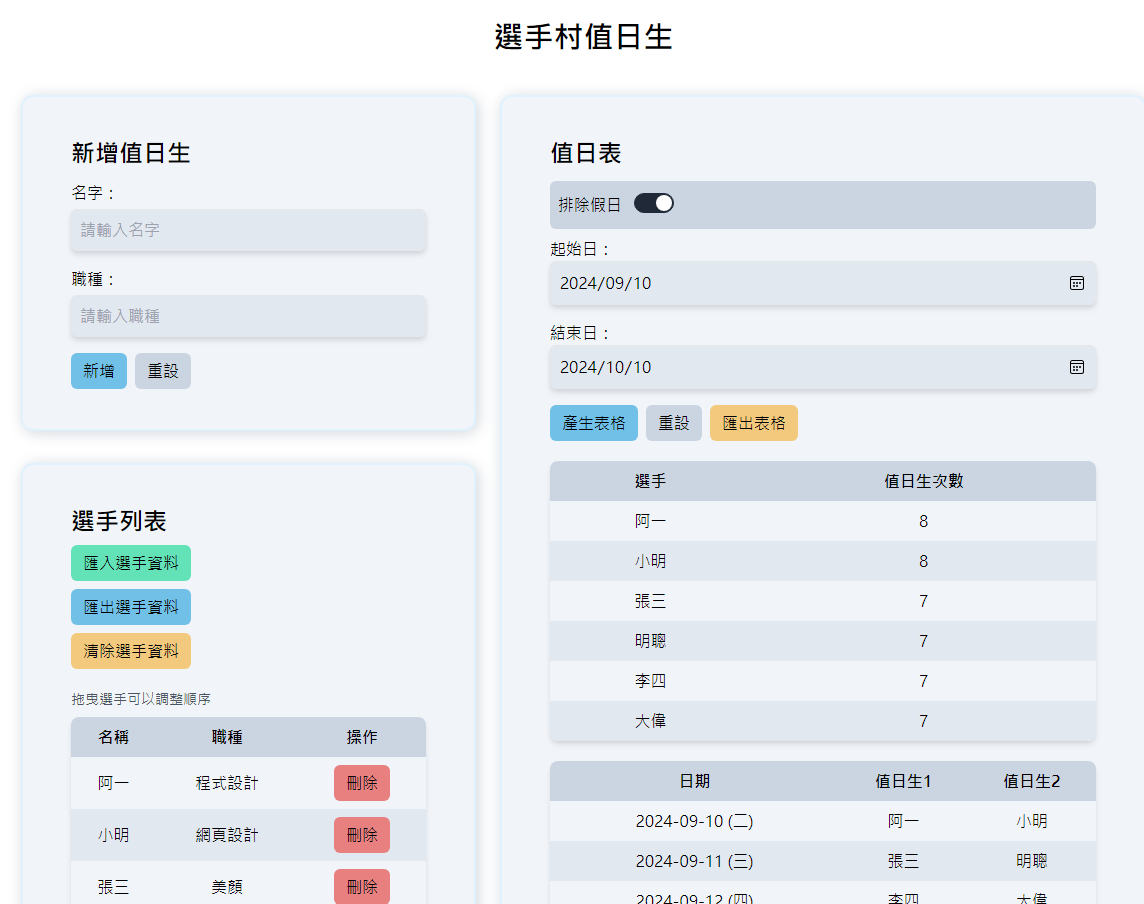 選手村值日生
新增值日生
名字：
請輸入名字
職種：
請輸入職種
新增 重設
選手列表
匯入選手資料
匯出選手資料
清除選手資料
拖曳選手可以調整順序
名稱 職種 操作
阿一 程式設計 刪除
小明 網頁設計 刪除
張三 美顏 刪除
值日表
排除假日
起始日：
2024/09/10
結束日：
2024/10/10
產生表格 重設 匯出表格
選手 值日生次數
阿一 8
小明 8
張三 7
明聰 7
李四 7
大偉 7
日期 值日生1 值日生2
2024-09-10 (二) 阿一 小明
2024-09-11 (三) 張三 明聰
2024-09-12 (四) 李四 大偉